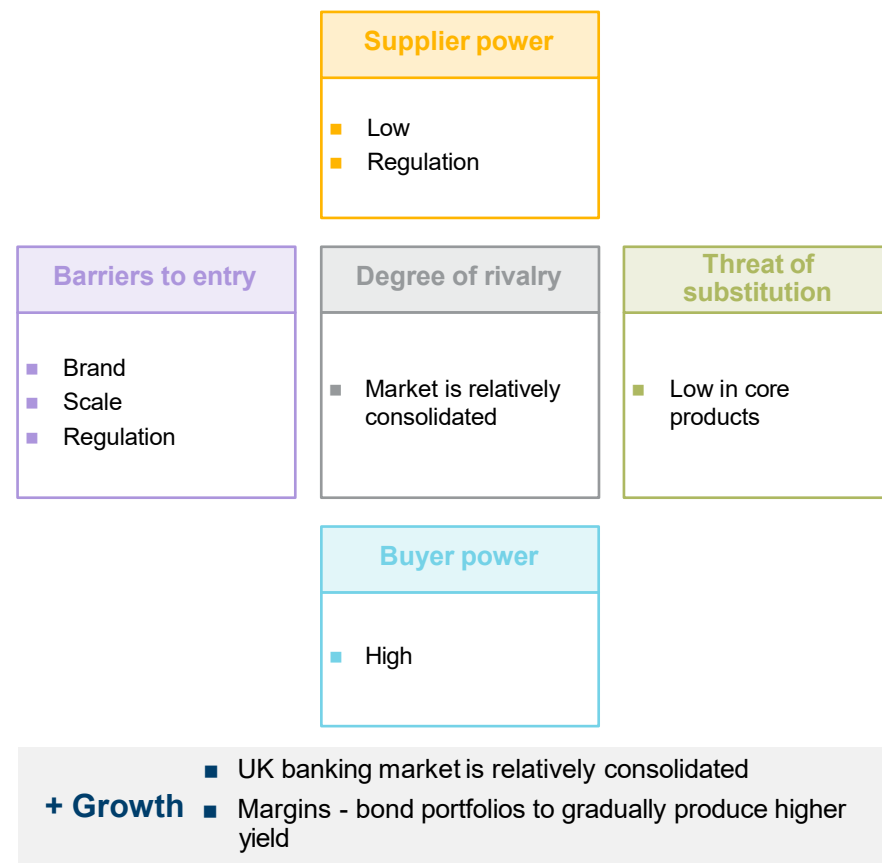 Supplier power
Low
Regulation
Barriers to entry
Brand
Scale
Regulation
Degree of rivalry
Market is relatively
consolidated
Threat of
substitution
Low in core
products
Buyer power
High
+ Growth
UK banking market is relatively consolidated
Margins - bond portfolios to gradually produce higher
yield